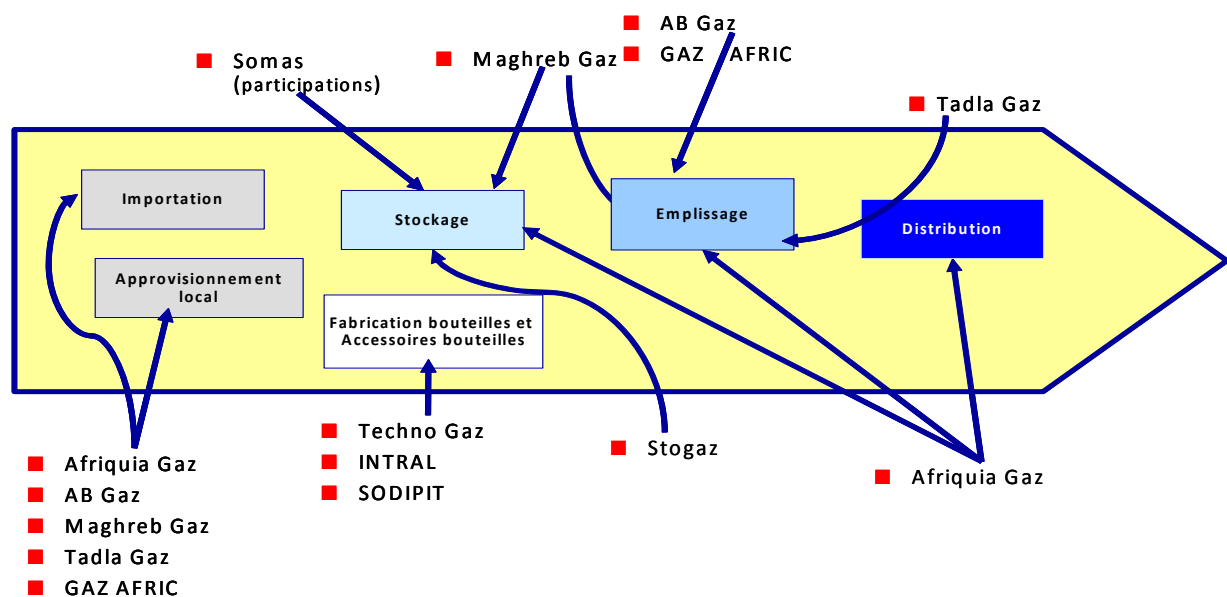 AB Gaz
GAZ AFRIC
Somas
(participations)
Maghreb Gaz
Tadla Gaz
Importation
Stockage
Emplissage
Distribution
Approvisionnement
local
Fabrication bouteilles et
Accessoires bouteilles
Techno Gaz
INTRAL
SODIPIT
Stogaz
Afriquia Gaz
Afriquia Gaz
AB Gaz
Maghreb Gaz
Tadla Gaz
GAZ AFRIC